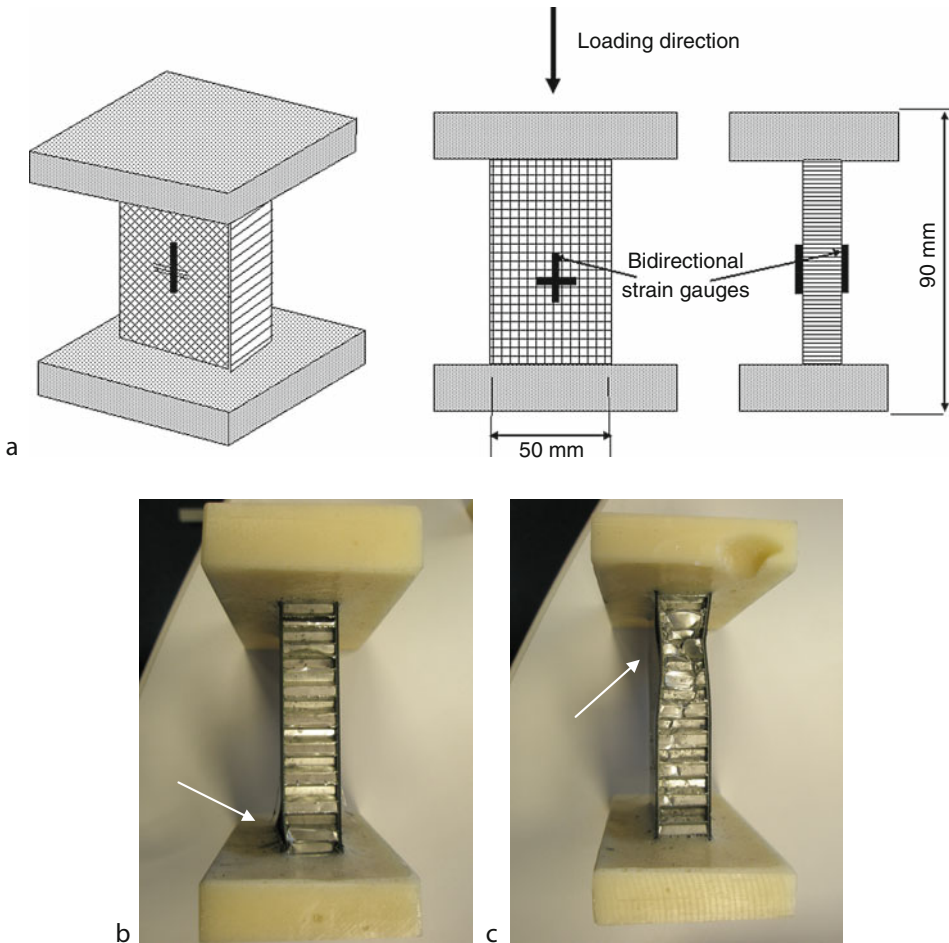 Loading direction
Bidirectional
strain gauges
90 mm
50 mm
a
b
c